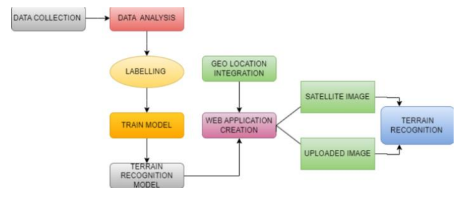 DATA COLLECTION
DATA ANALYSIS
LABELLING
TRAIN MODEL
TERRAIN
RECOGNITION
MODEL
GEO LOCATION
INTEGRATION
WEB APPLICATION
CREATION
SATELLITE IMAGE
UPLOADED IMAGE
TERRAIN
RECOGNITION